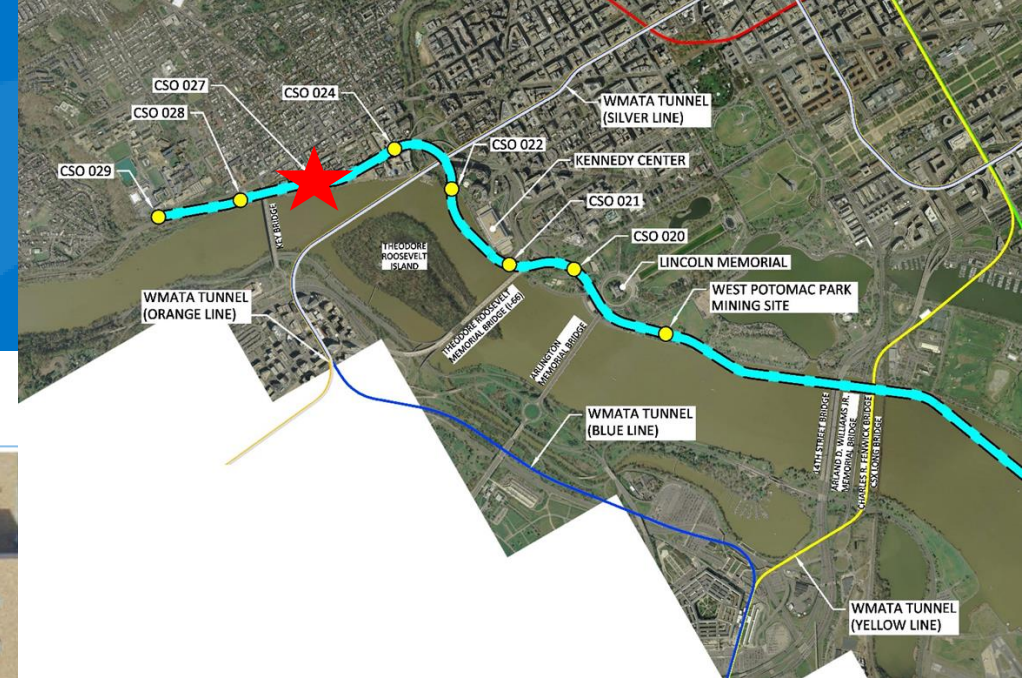 CSO 027
CSO 028
CSO 029
CSO 024
WMATA TUNNEL
(SILVER LINE)
CSO 022
KENNEDY CENTER
CSO 021
CSO 020
LINCOLN MEMORIAL
WEST POTOMAC PARK
MINING SITE
KEY BRIDGE
THEODORE
ROOSEVELT
ISLAND
WMATA TUNNEL
(ORANGE LINE)
THEODORE ROOSEVELT
MEMORIAL BRIDGE (I-66)
ARLINGTON
MEMORIAL BRIDGE
WMATA TUNNEL
(BLUE LINE)
14TH STREET BRIDGE
ARLAND D. WILLIAMS JR.
MEMORIAL BRIDGE
CHARLES R. FENWICK BRIDGE
CSX LONG BRIDGE
WMATA TUNNEL
(YELLOW LINE)